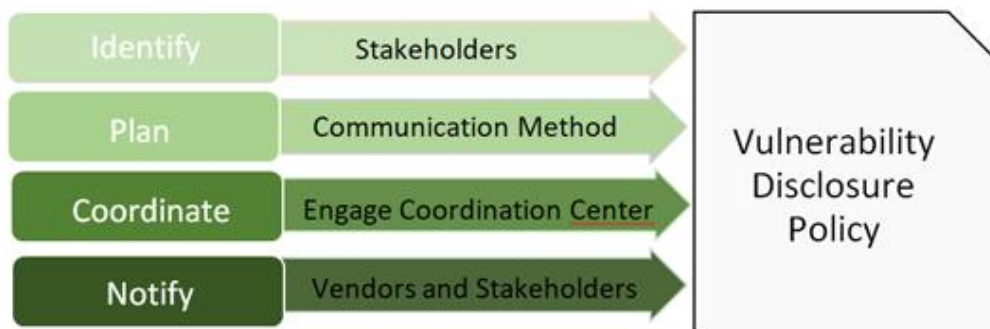 Identify
Stakeholders
Plan
Communication Method
Coordinate
Engage Coordination Center
Notify
Vendors and Stakeholders
Vulnerability
Disclosure
Policy